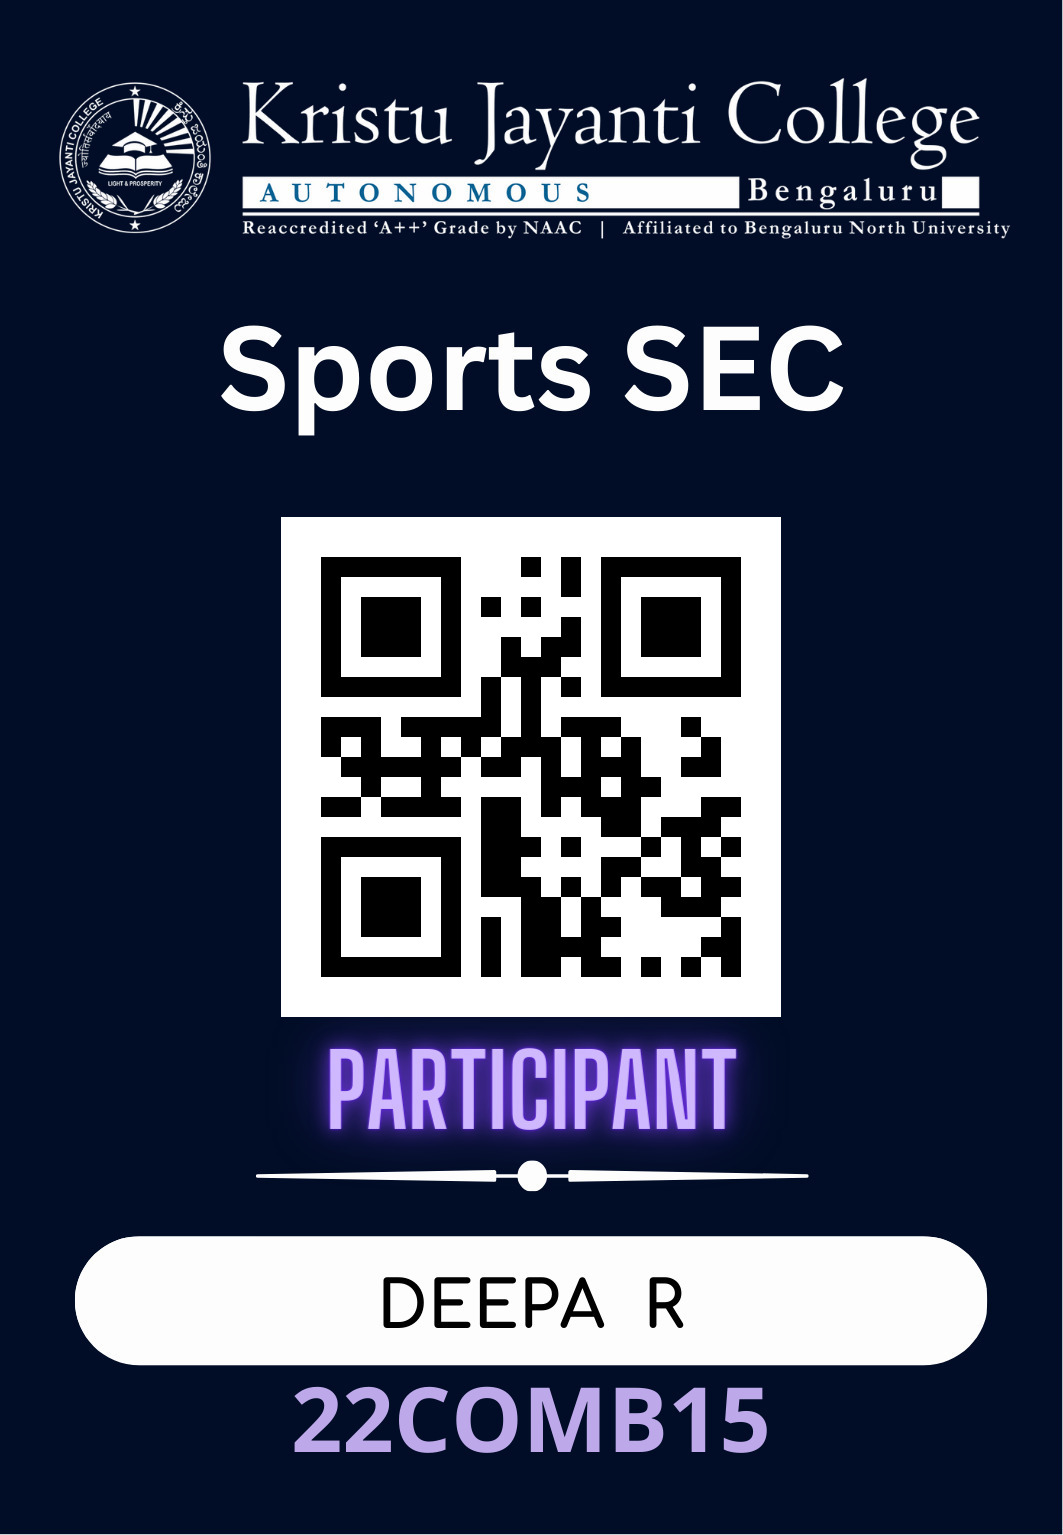 KRISTU JAYANTI COLLEGE
ಕ್ರಿಸ್ತು ಜಯಂತಿ ಕಾಲೇಜು
LIGHT & PROSPERITY
Kristu Jayanti College
AUTONOMOUS Bengaluru
Reaccredited ‘A++’ Grade by NAAC | Affiliated to Bengaluru North University
Sports SEC
PARTICIPANT
DEEPA R
22COMB15